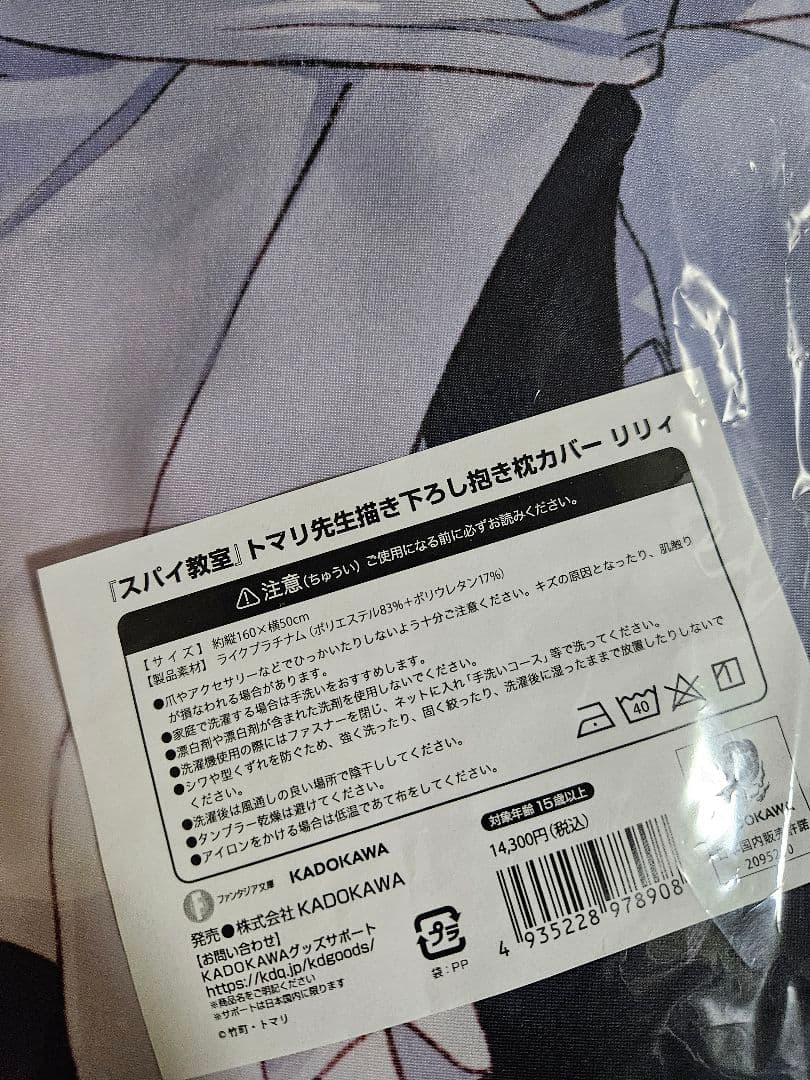 『スパイ教室』トマリ先生描き下ろし抱き枕カバー リリィ
注意(ちゅうい) ご使用になる前に必ずお読みください。
【サイズ】 約縦160×横50cm
【製品素材】 ライクプラチナム(ポリエステル83%+ポリウレタン17%)
●爪やアクセサリーなどでひっかいたりしないよう十分ご注意ください。キズの原因となったり、肌触り
が損なわれる場合があります。
●家庭で洗濯する場合は手洗いをおすすめします。
●漂白剤や漂白剤が含まれた洗剤を使用しないでください。
●洗濯機使用の際にはファスナーを閉じ、ネットに入れ「手洗いコース」等で洗ってください。
●シワや型くずれを防ぐため、強く洗ったり、固く絞ったり、洗濯後に湿ったままで放置したりしないで
ください。
●洗濯後は風通しの良い場所で陰干ししてください。
●タンブラー乾燥は避けてください。
●アイロンをかける場合は低温であて布をしてください。
40
対象年齢15歳以上
14,300円(税込)
4 935228 978908
ファンタジア文庫 KADOKAWA
発売●株式会社KADOKAWA
【お問い合わせ】
KADOKAWAグッズサポート
https://kdq.jp/kdgoods/
※商品名をご明記ください
※サポートは日本国内に限ります
©竹町・トマリ
プラ
袋:PP
KADOKAWA
国内販売許諾